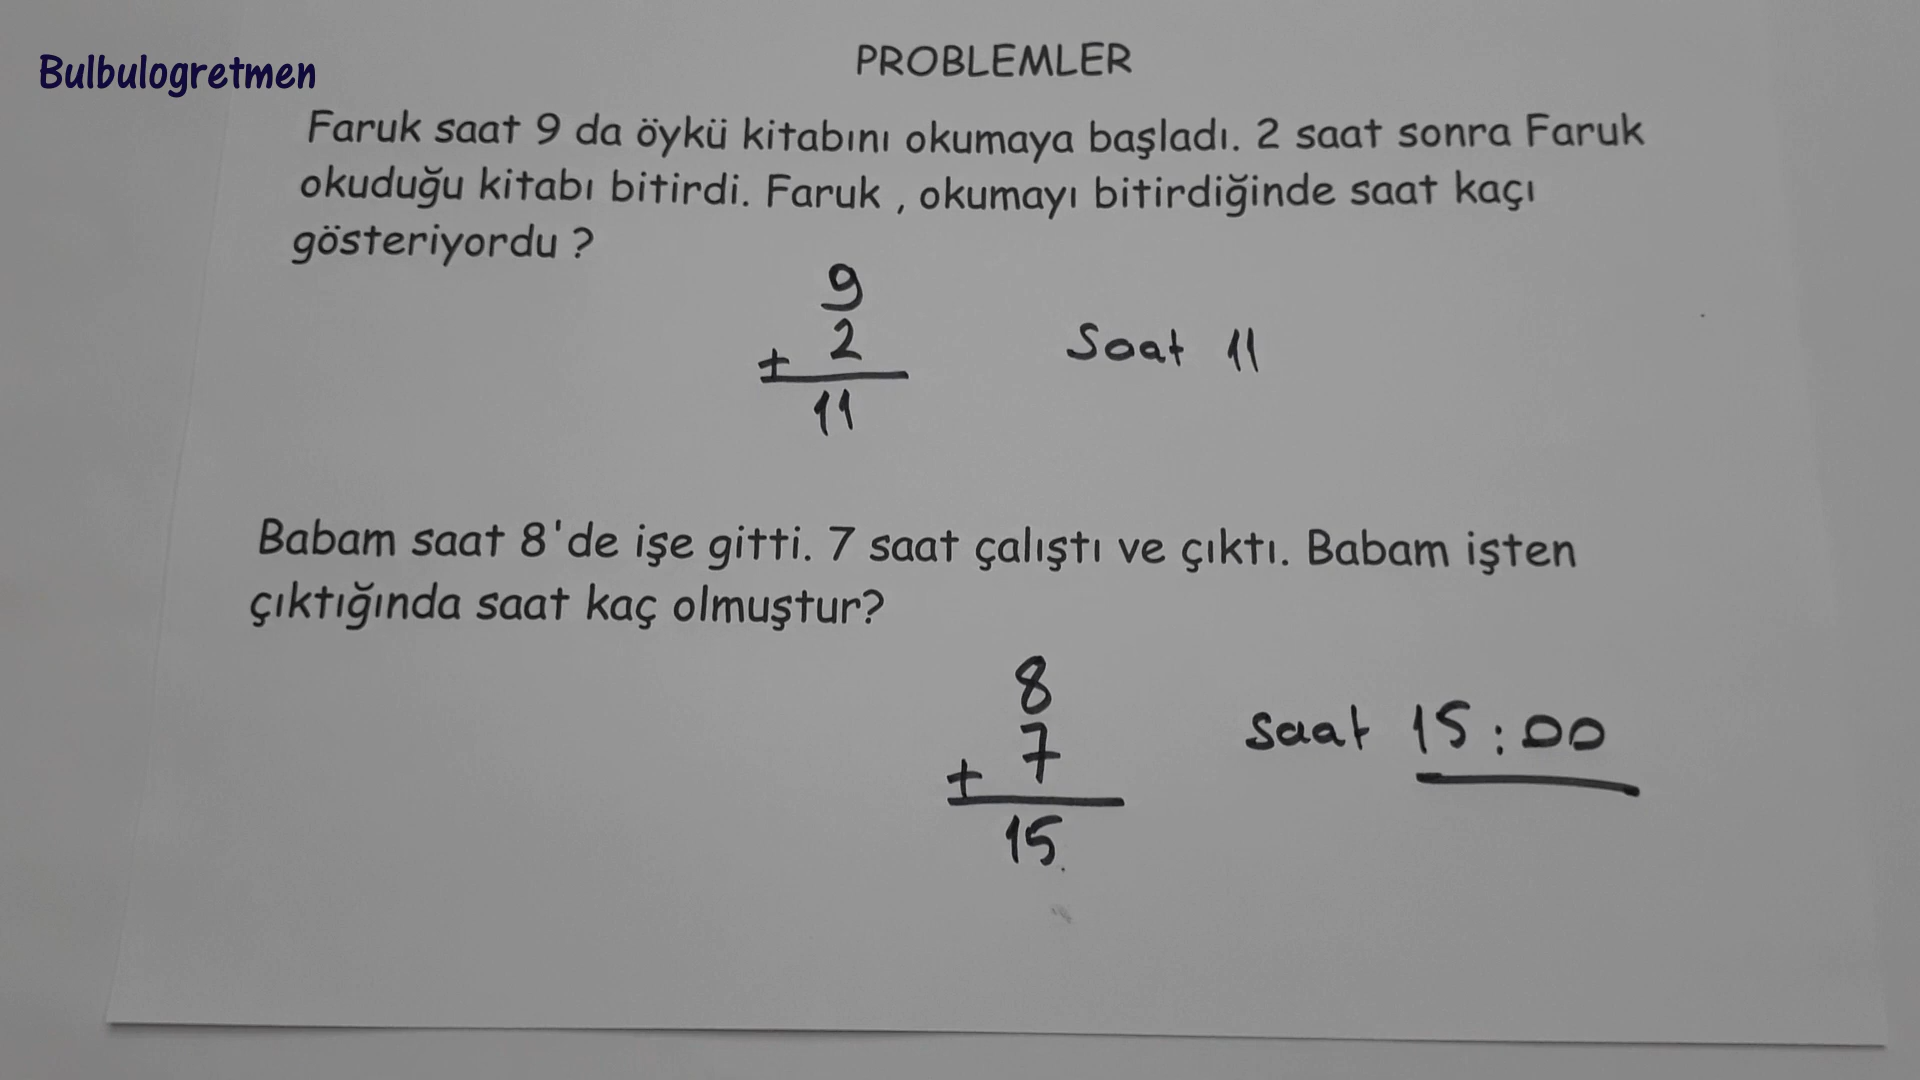 Bulbulogretmen
PROBLEMLER
Faruk saat 9 da öykü kitabını okumaya başladı. 2 saat sonra Faruk
okuduğu kitabı bitirdi. Faruk , okumayı bitirdiğinde saat kaçı
gösteriyordu ?
9
+ 2
11
Saat 11
Babam saat 8'de işe gitti. 7 saat çalıştı ve çıktı. Babam işten
çıktığında saat kaç olmuştur?
8
+ 7
15
saat 15:00